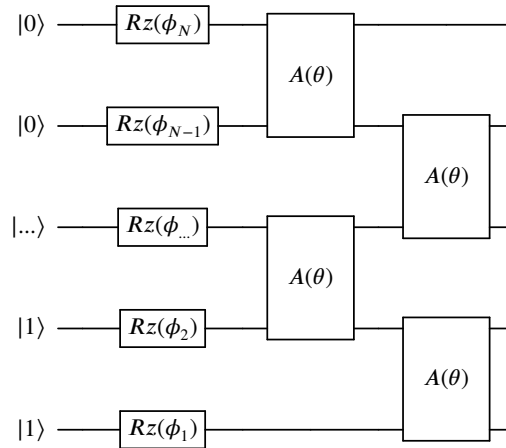 |0⟩ Rz(ϕ_N)
A(θ)
|0⟩ Rz(ϕ_{N−1})
A(θ)
|...⟩ Rz(ϕ_{...})
A(θ)
|1⟩ Rz(ϕ_2)
A(θ)
|1⟩ Rz(ϕ_1)